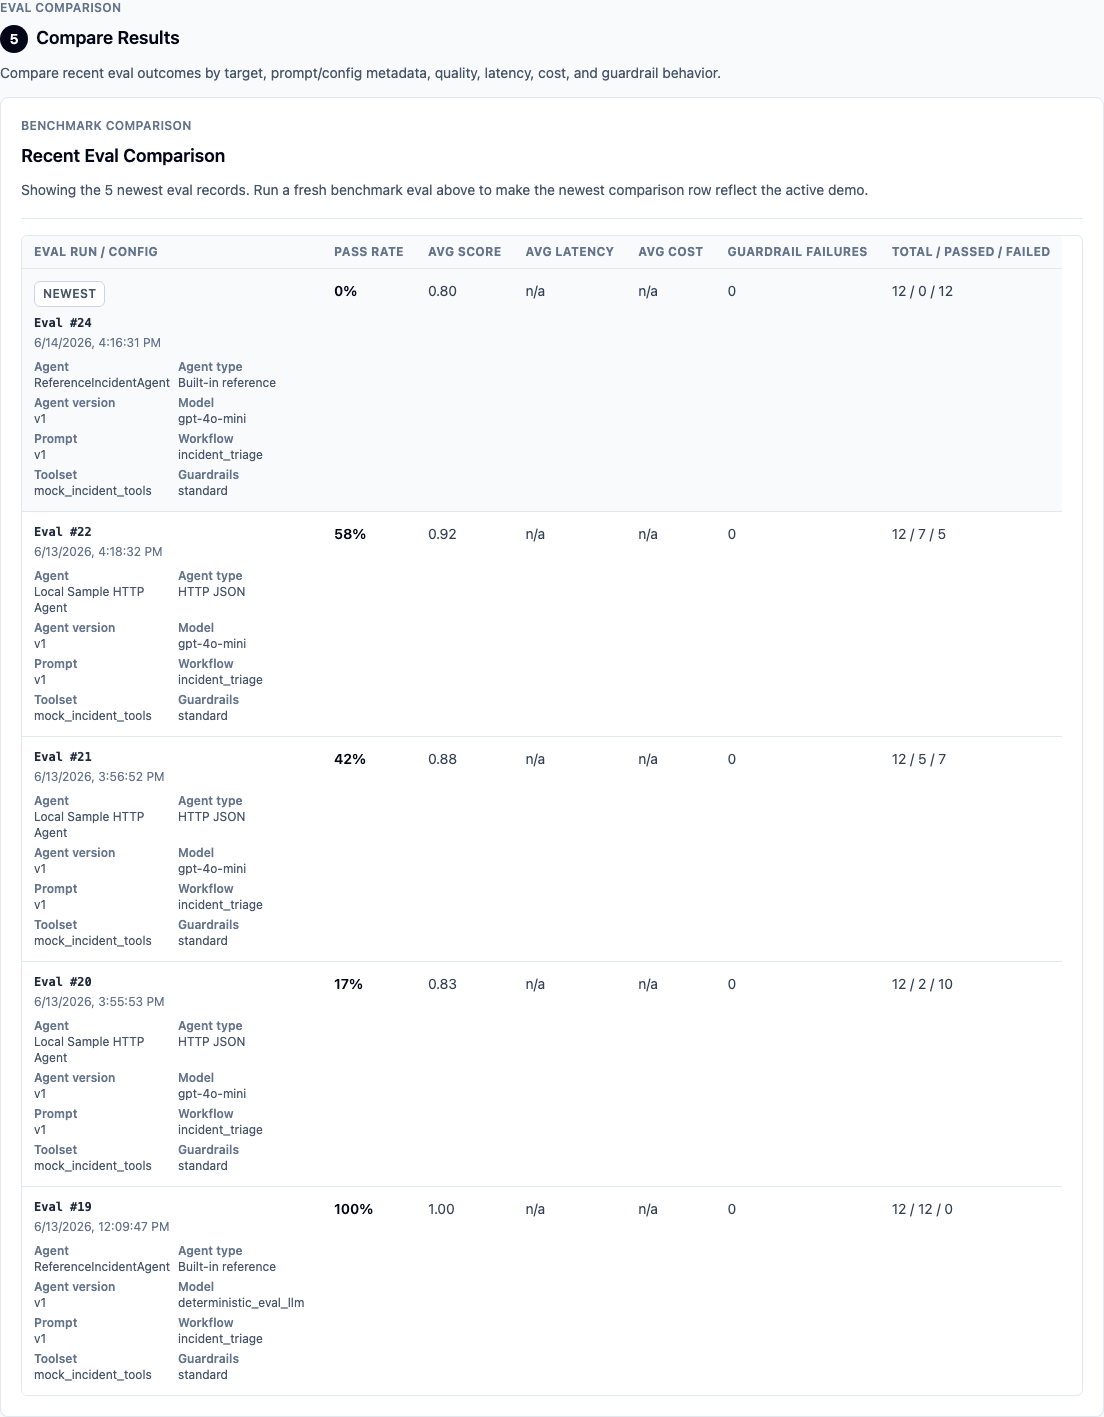 EVAL COMPARISON
5 Compare Results
Compare recent eval outcomes by target, prompt/config metadata, quality, latency, cost, and guardrail behavior.
BENCHMARK COMPARISON
Recent Eval Comparison
Showing the 5 newest eval records. Run a fresh benchmark eval above to make the newest comparison row reflect the active demo.
EVAL RUN / CONFIG PASS RATE AVG SCORE AVG LATENCY AVG COST GUARDRAIL FAILURES TOTAL / PASSED / FAILED
NEWEST 0% 0.80 n/a n/a 0 12 / 0 / 12
Eval #24
6/14/2026, 4:16:31 PM
Agent Agent type
ReferenceIncidentAgent Built-in reference
Agent version Model
v1 gpt-4o-mini
Prompt Workflow
v1 incident_triage
Toolset Guardrails
mock_incident_tools standard
Eval #22 58% 0.92 n/a n/a 0 12 / 7 / 5
6/13/2026, 4:18:32 PM
Agent Agent type
Local Sample HTTP HTTP JSON
Agent
Agent version Model
v1 gpt-4o-mini
Prompt Workflow
v1 incident_triage
Toolset Guardrails
mock_incident_tools standard
Eval #21 42% 0.88 n/a n/a 0 12 / 5 / 7
6/13/2026, 3:56:52 PM
Agent Agent type
Local Sample HTTP HTTP JSON
Agent
Agent version Model
v1 gpt-4o-mini
Prompt Workflow
v1 incident_triage
Toolset Guardrails
mock_incident_tools standard
Eval #20 17% 0.83 n/a n/a 0 12 / 2 / 10
6/13/2026, 3:55:53 PM
Agent Agent type
Local Sample HTTP HTTP JSON
Agent
Agent version Model
v1 gpt-4o-mini
Prompt Workflow
v1 incident_triage
Toolset Guardrails
mock_incident_tools standard
Eval #19 100% 1.00 n/a n/a 0 12 / 12 / 0
6/13/2026, 12:09:47 PM
Agent Agent type
ReferenceIncidentAgent Built-in reference
Agent version Model
v1 deterministic_eval_llm
Prompt Workflow
v1 incident_triage
Toolset Guardrails
mock_incident_tools standard